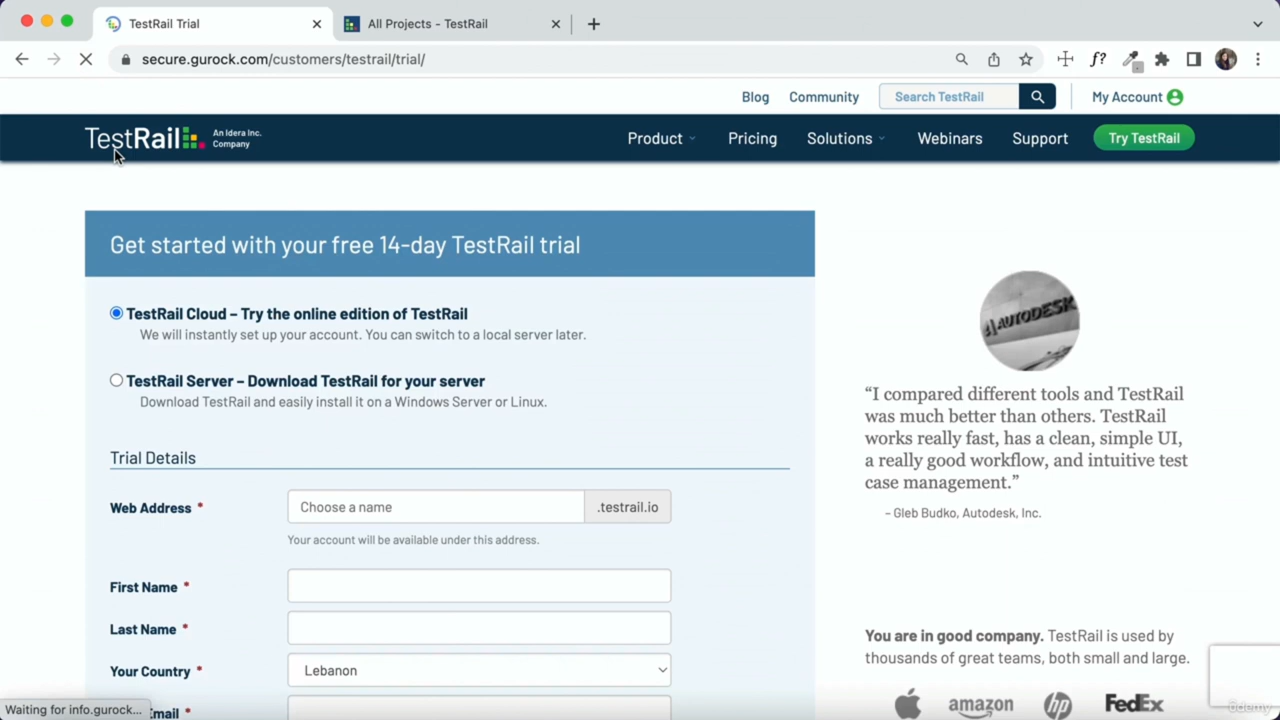 TestRail Trial
All Projects - TestRail
secure.gurock.com/customers/testrail/trial/
f?
Blog
Community
Search TestRail
My Account
TestRail
An Idera Inc.
Company
Product
Pricing
Solutions
Webinars
Support
Try TestRail
Get started with your free 14-day TestRail trial
TestRail Cloud – Try the online edition of TestRail
We will instantly set up your account. You can switch to a local server later.
TestRail Server – Download TestRail for your server
Download TestRail and easily install it on a Windows Server or Linux.
Trial Details
Web Address *
Choose a name
.testrail.io
Your account will be available under this address.
First Name *
Last Name *
Your Country *
Lebanon
Email *
AUTODESK
“I compared different tools and TestRail
was much better than others. TestRail
works really fast, has a clean, simple UI,
a really good workflow, and intuitive test
case management.”
– Gleb Budko, Autodesk, Inc.
You are in good company. TestRail is used by
thousands of great teams, both small and large.
amazon
hp
FedEx
Waiting for info.gurock...
ûdemy